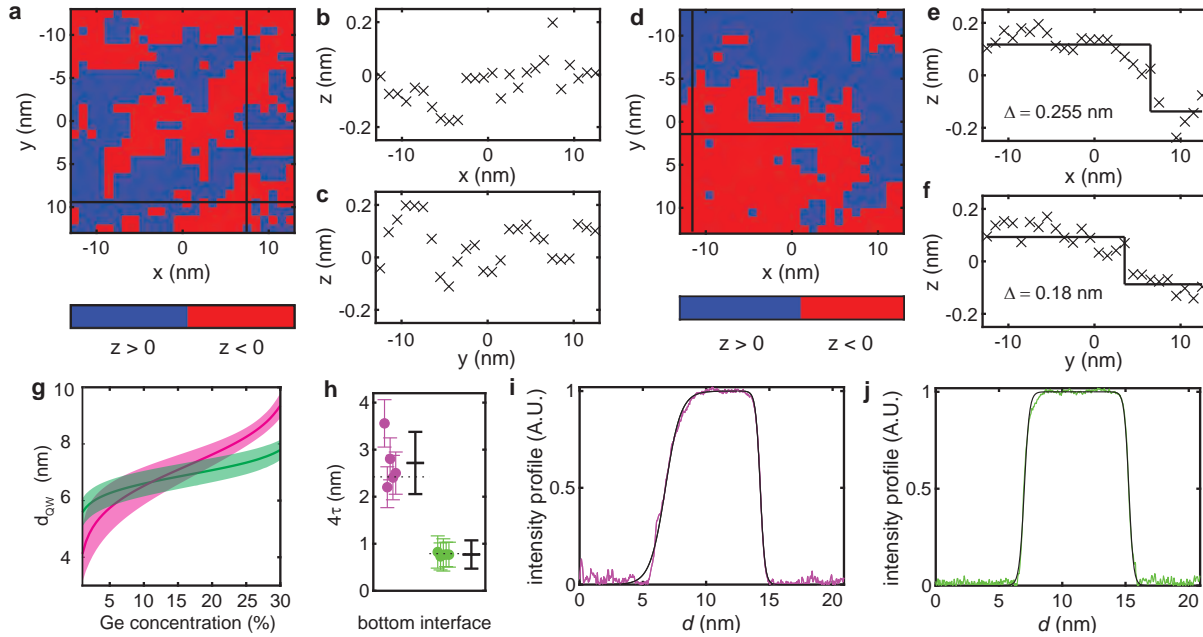 a
-10
-5
0
5
10
y (nm)
-10
0
10
x (nm)
z > 0
z < 0
b
0.2
0
-0.2
z (nm)
-10
0
10
x (nm)
c
0.2
0
-0.2
z (nm)
-10
0
10
y (nm)
d
-10
-5
0
5
10
y (nm)
-10
0
10
x (nm)
z > 0
z < 0
e
0.2
0
-0.2
z (nm)
Δ = 0.255 nm
-10
0
10
x (nm)
f
0.2
0
-0.2
z (nm)
Δ = 0.18 nm
-10
0
10
y (nm)
g
10
8
6
4
dQW (nm)
5
10
15
20
25
30
Ge concentration (%)
h
4
3
2
1
0
4τ (nm)
bottom interface
i
1
0.5
0
intensity profile (A.U.)
0
5
10
15
20
d (nm)
j
1
0.5
0
intensity profile (A.U.)
0
5
10
15
20
d (nm)